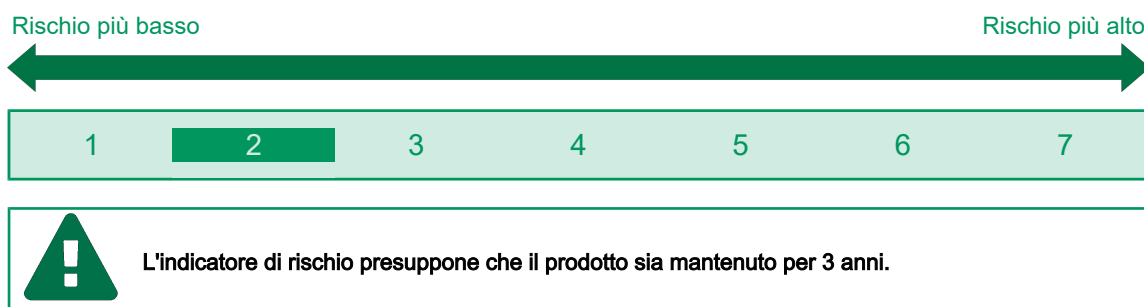 Rischio più basso Rischio più alto
1 2 3 4 5 6 7
L'indicatore di rischio presuppone che il prodotto sia mantenuto per 3 anni.